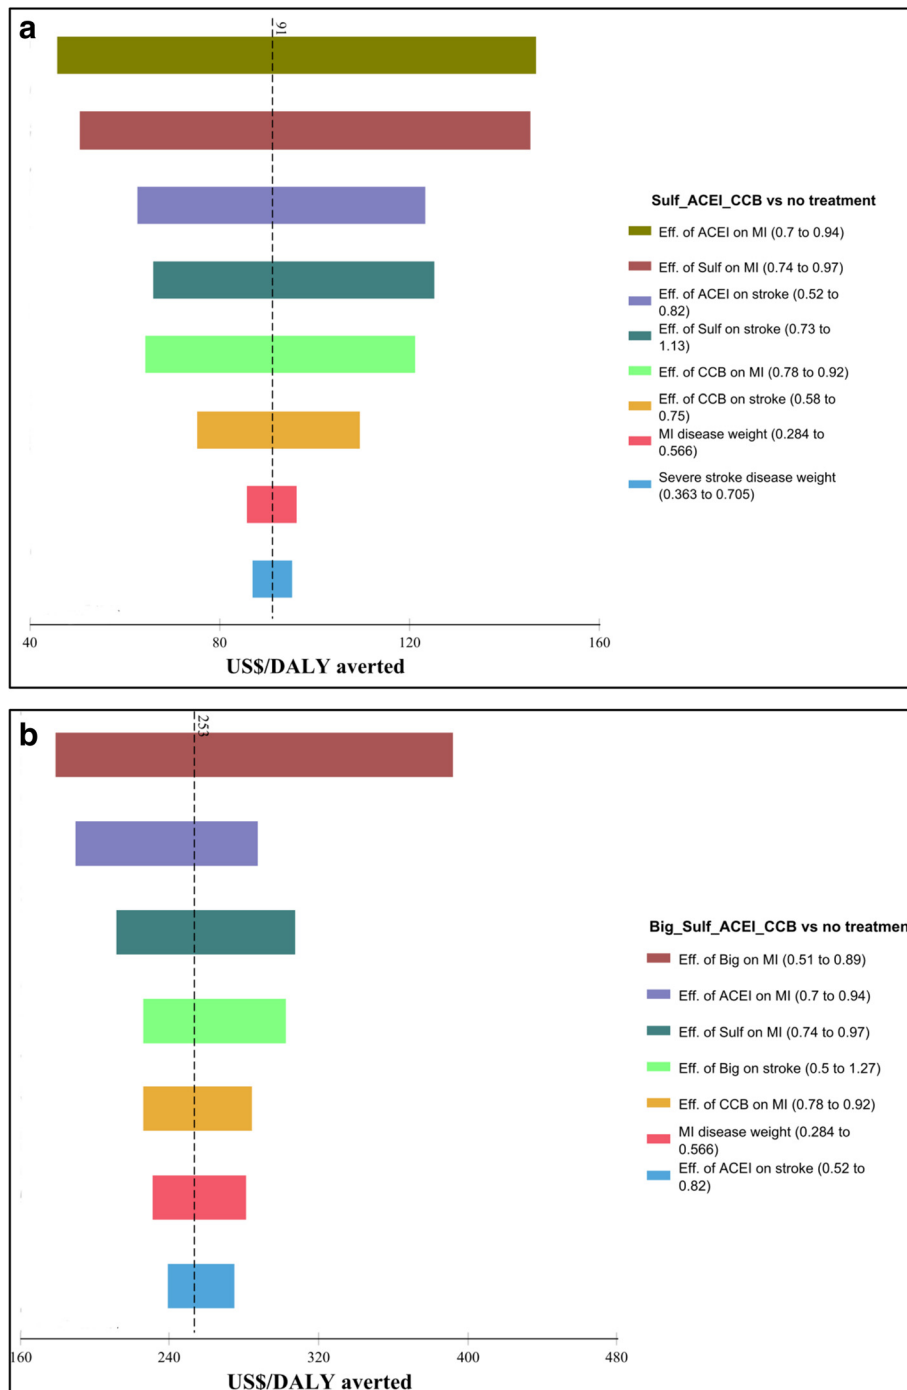 a
91
Sulf_ACEI_CCB vs no treatment
Eff. of ACEI on MI (0.7 to 0.94)
Eff. of Sulf on MI (0.74 to 0.97)
Eff. of ACEI on stroke (0.52 to
0.82)
Eff. of Sulf on stroke (0.73 to
1.13)
Eff. of CCB on MI (0.78 to 0.92)
Eff. of CCB on stroke (0.58 to
0.75)
MI disease weight (0.284 to
0.566)
Severe stroke disease weight
(0.363 to 0.705)
40 80 120 160
US$/DALY averted
b
253
Big_Sulf_ACEI_CCB vs no treatmen
Eff. of Big on MI (0.51 to 0.89)
Eff. of ACEI on MI (0.7 to 0.94)
Eff. of Sulf on MI (0.74 to 0.97)
Eff. of Big on stroke (0.5 to 1.27)
Eff. of CCB on MI (0.78 to 0.92)
MI disease weight (0.284 to
0.566)
Eff. of ACEI on stroke (0.52 to
0.82)
160 240 320 400 480
US$/DALY averted